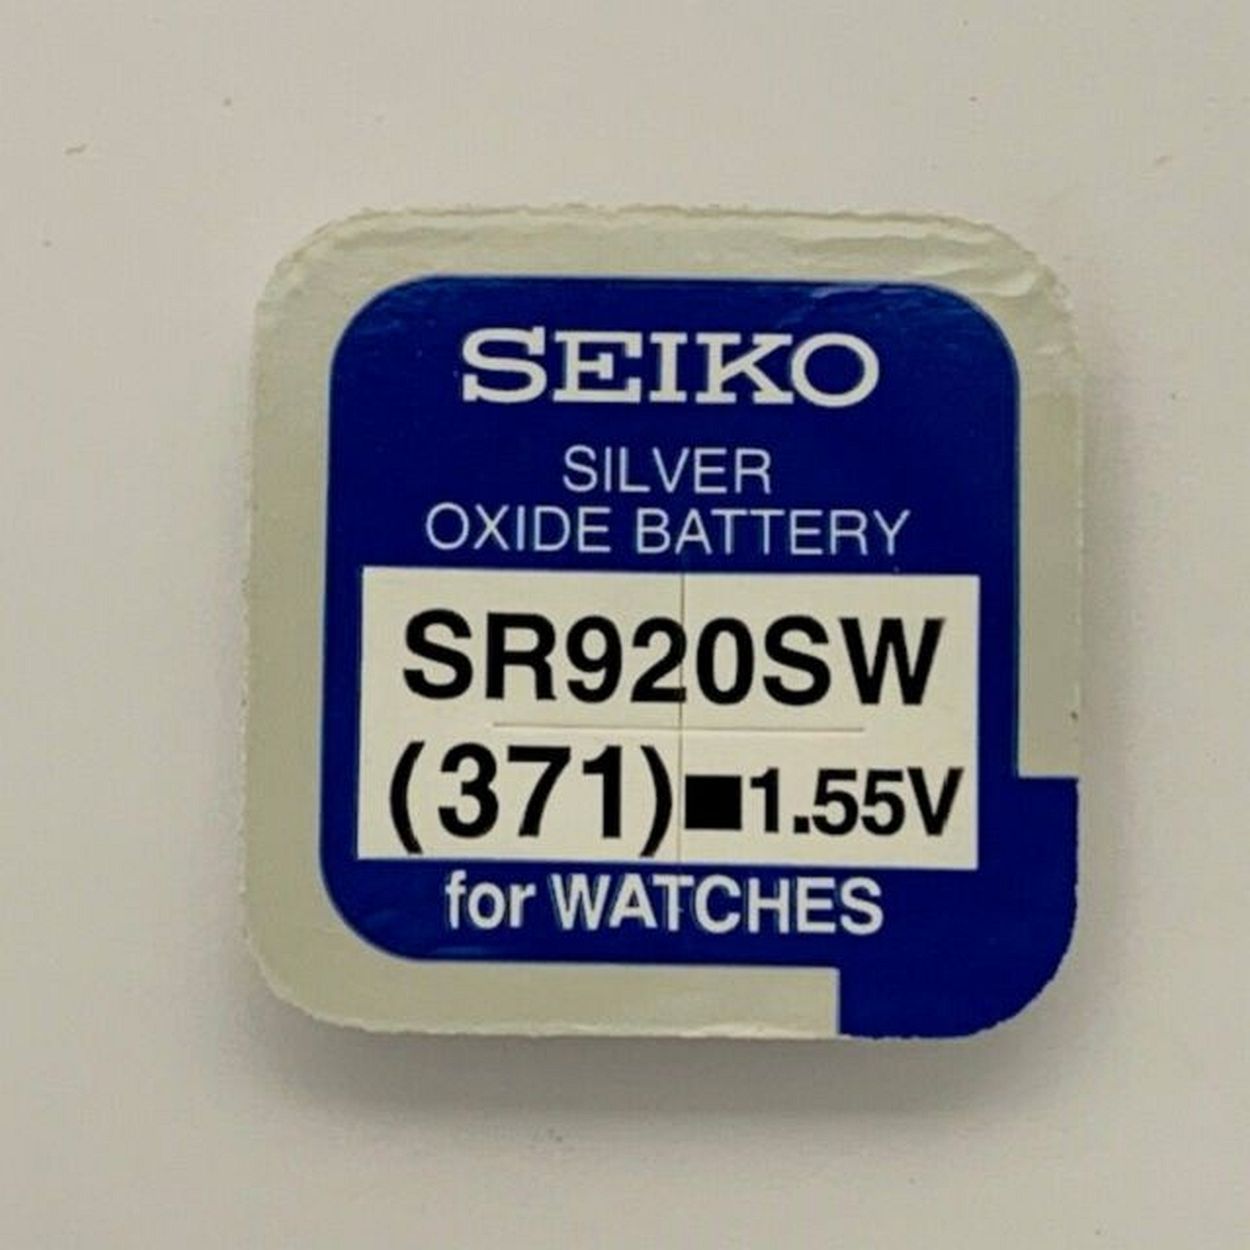 SEIKO
SILVER
OXIDE BATTERY
SR920SW
(371)■1.55V
for WATCHES